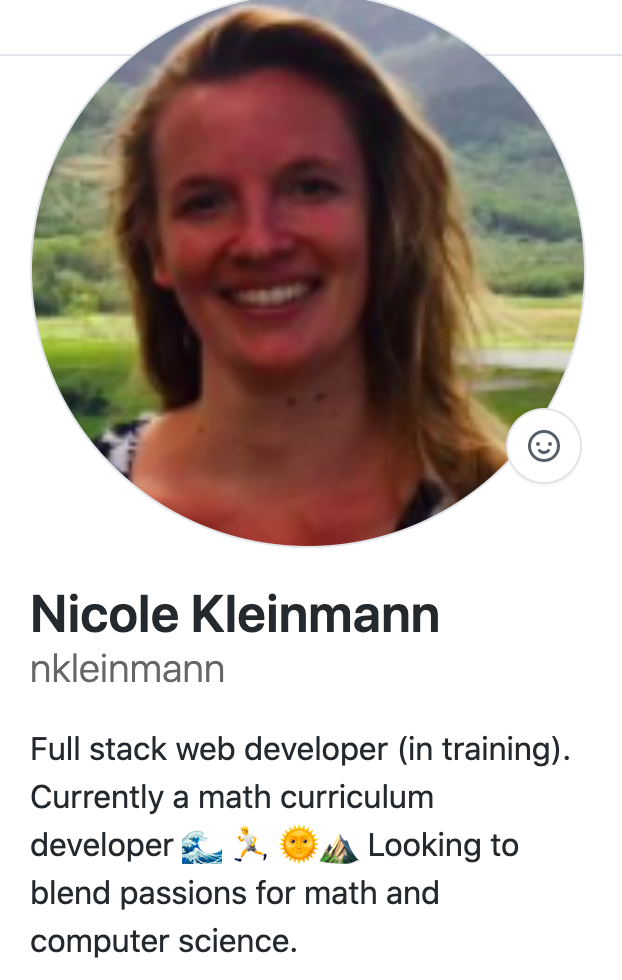 Nicole Kleinmann
nkleinmann
Full stack web developer (in training).
Currently a math curriculum
developer 🌊 🏃 🌞⛰️ Looking to
blend passions for math and
computer science.